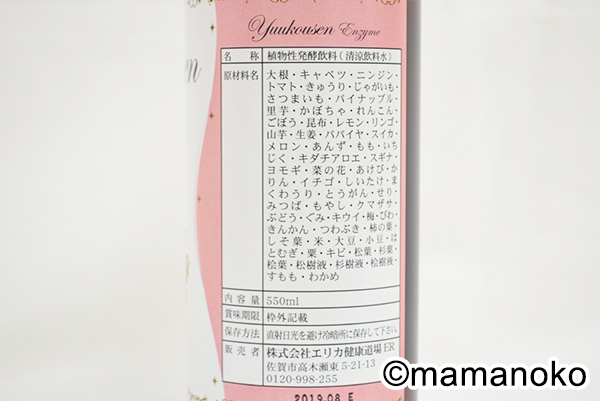 Yuukousen Enzyme
名称 植物性発酵飲料(清涼飲料水)
原材料名 大根・キャベツ・ニンジン・
トマト・きゅうり・じゃがいも・
さつまいも・パイナップル・
里芋・かぼちゃ・れんこん・
ごぼう・昆布・レモン・リンゴ・
山芋・生姜・パパイヤ・スイカ・
メロン・あんず・もも・いち
じく・キダチアロエ・スギナ・
ヨモギ・菜の花・あけび・か
りん・イチゴ・しいたけ・ま
くわうり・とうがん・せり・
みつば・もやし・クマザサ・
ぶどう・ぐみ・キウイ・梅・びわ・
きんかん・つわぶき・柿の葉・
しそ葉・米・大豆・小豆・は
とむぎ・粟・キビ・松葉・杉葉・
桧葉・松樹液・杉樹液・桧樹液・
すもも・わかめ
内容量 550ml
賞味期限 枠外記載
保存方法 直射日光を避け冷暗所に保存して下さい。
販売者 株式会社エリカ健康道場 ER
佐賀市高木瀬東 5-21-13
0120-998-255
2019.08 E
©mamanoko